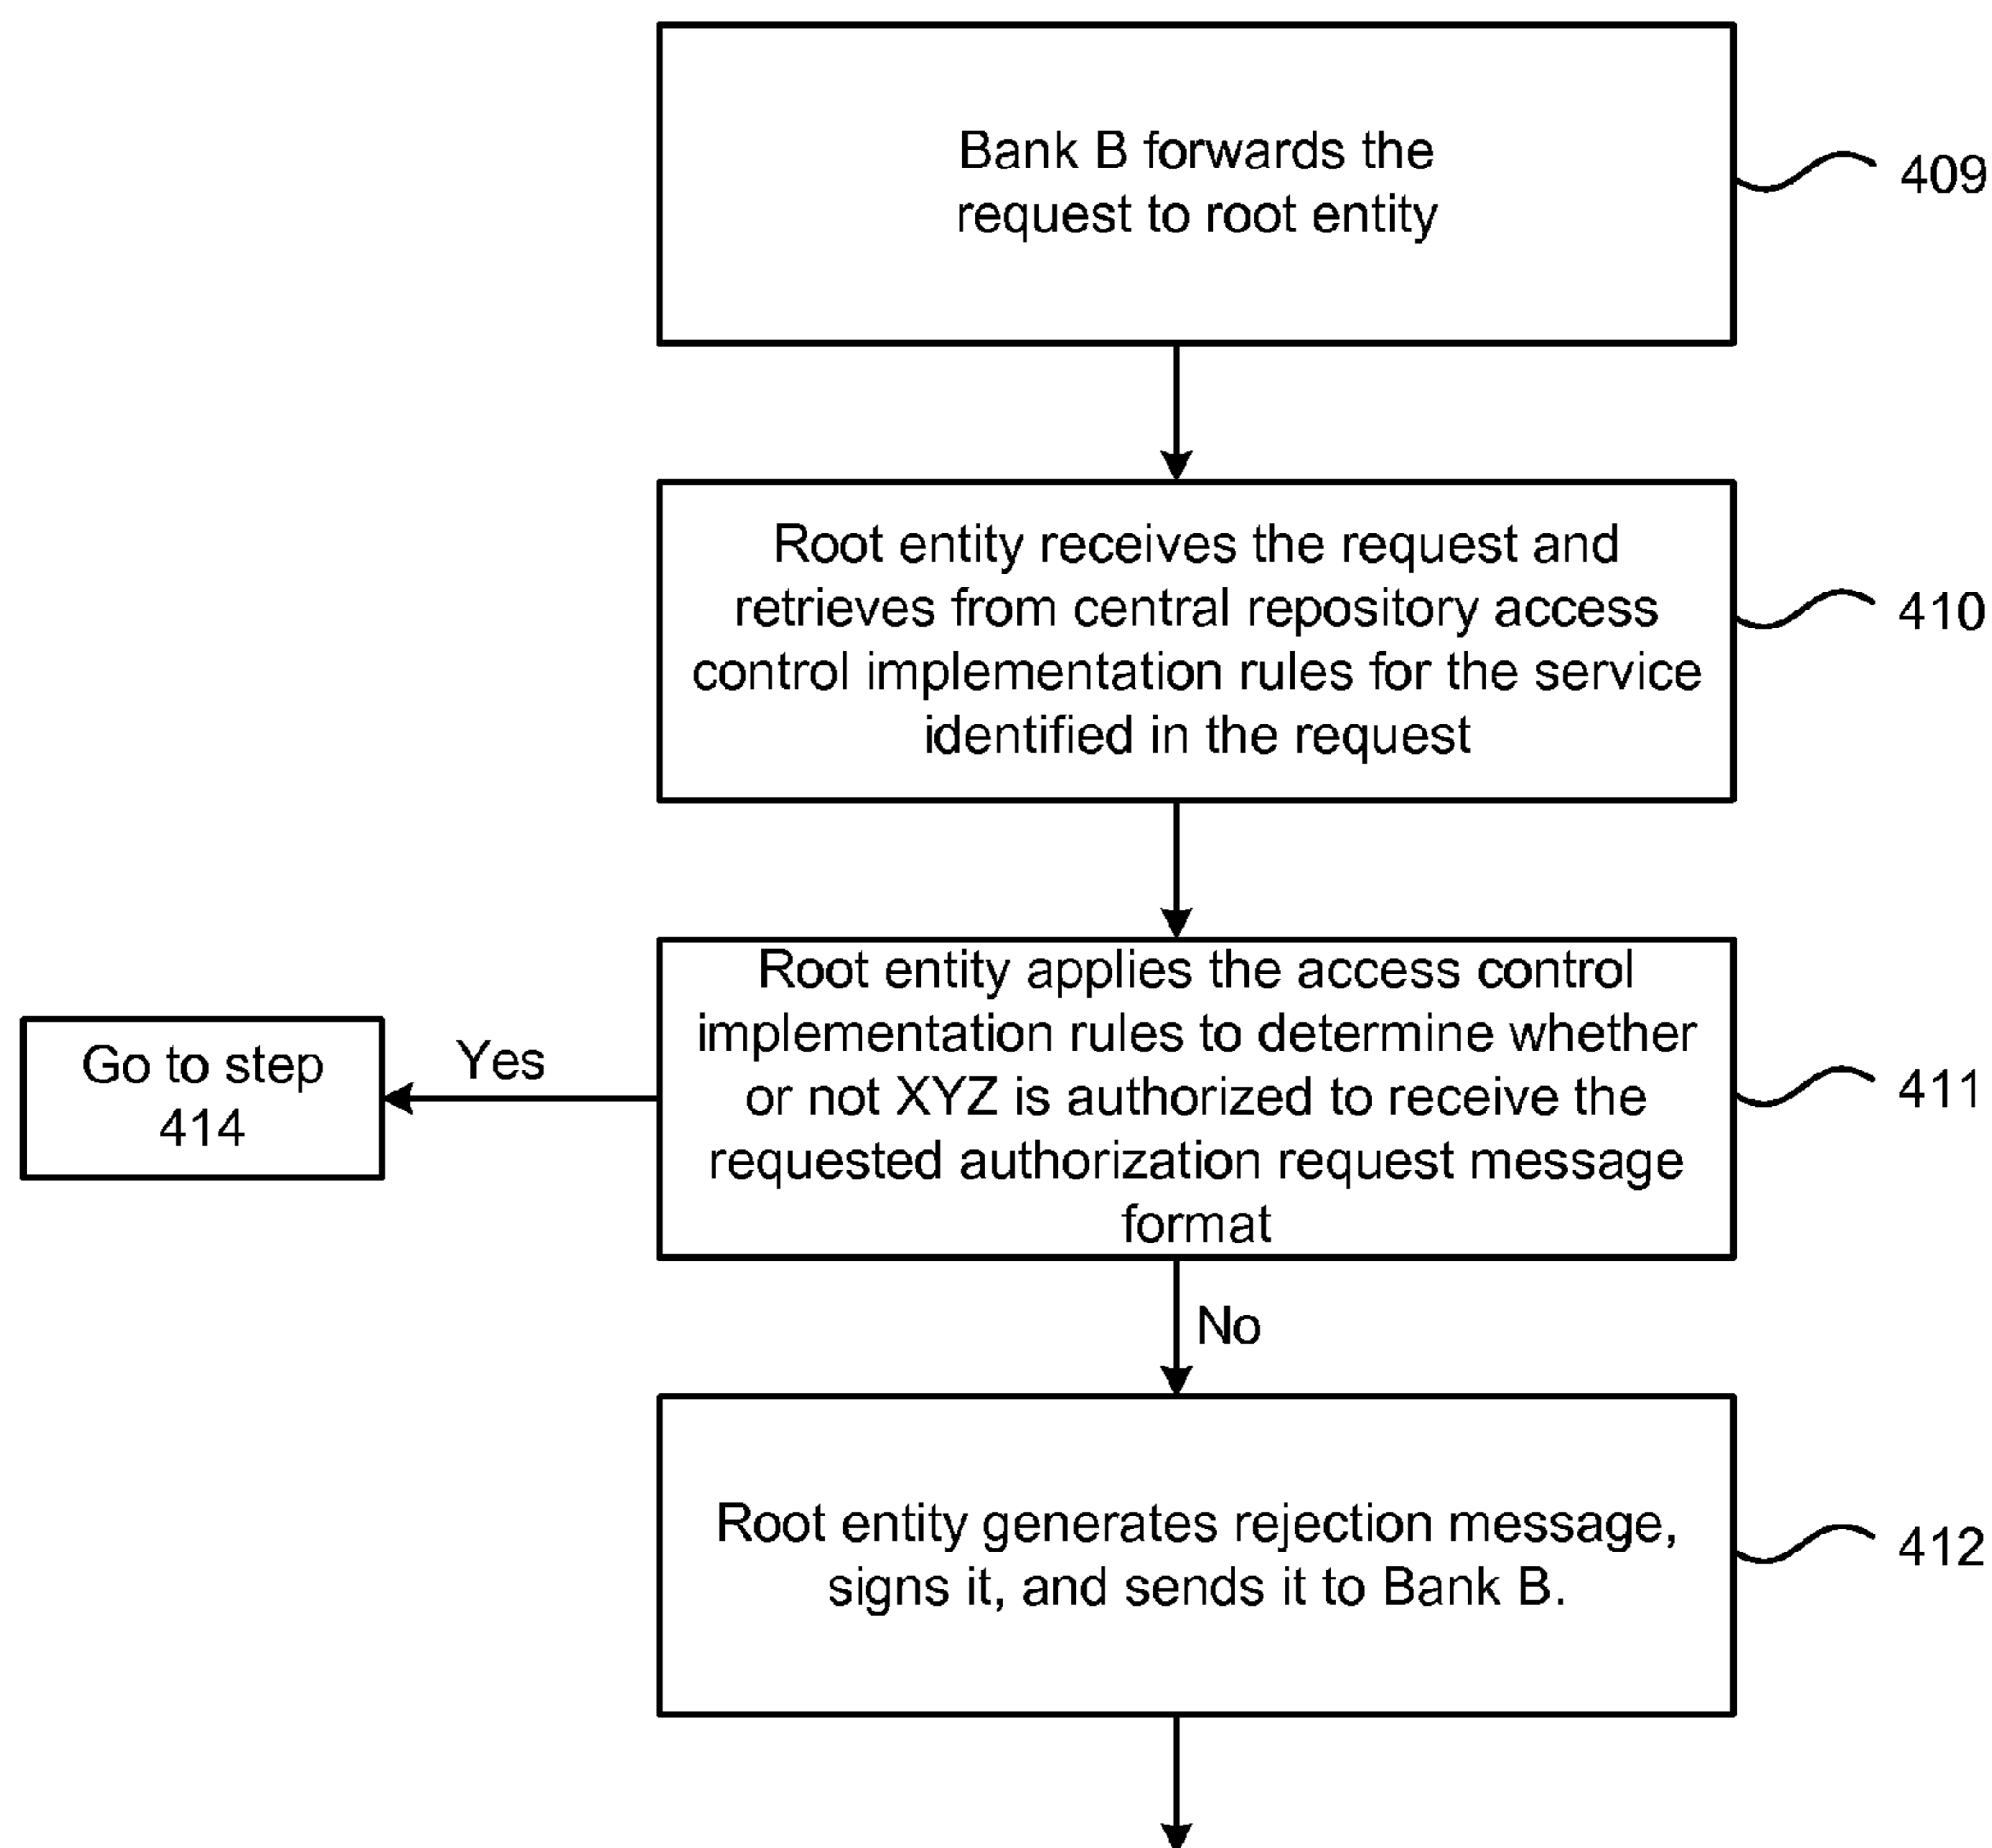 Bank B forwards the
request to root entity
409
Root entity receives the request and
retrieves from central repository access
control implementation rules for the service
identified in the request
410
Root entity applies the access control
implementation rules to determine whether
or not XYZ is authorized to receive the
requested authorization request message
format
411
Yes
Go to step
414
No
Root entity generates rejection message,
signs it, and sends it to Bank B.
412